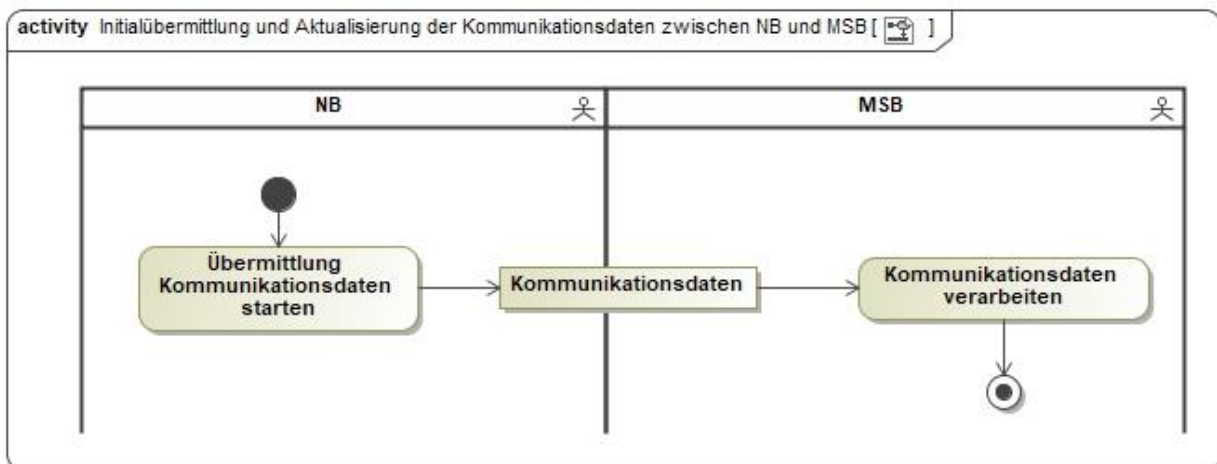 activity Initialübermittlung und Aktualisierung der Kommunikationsdaten zwischen NB und MSB [ ]
NB
MSB
Übermittlung
Kommunikationsdaten
starten
Kommunikationsdaten
Kommunikationsdaten
verarbeiten